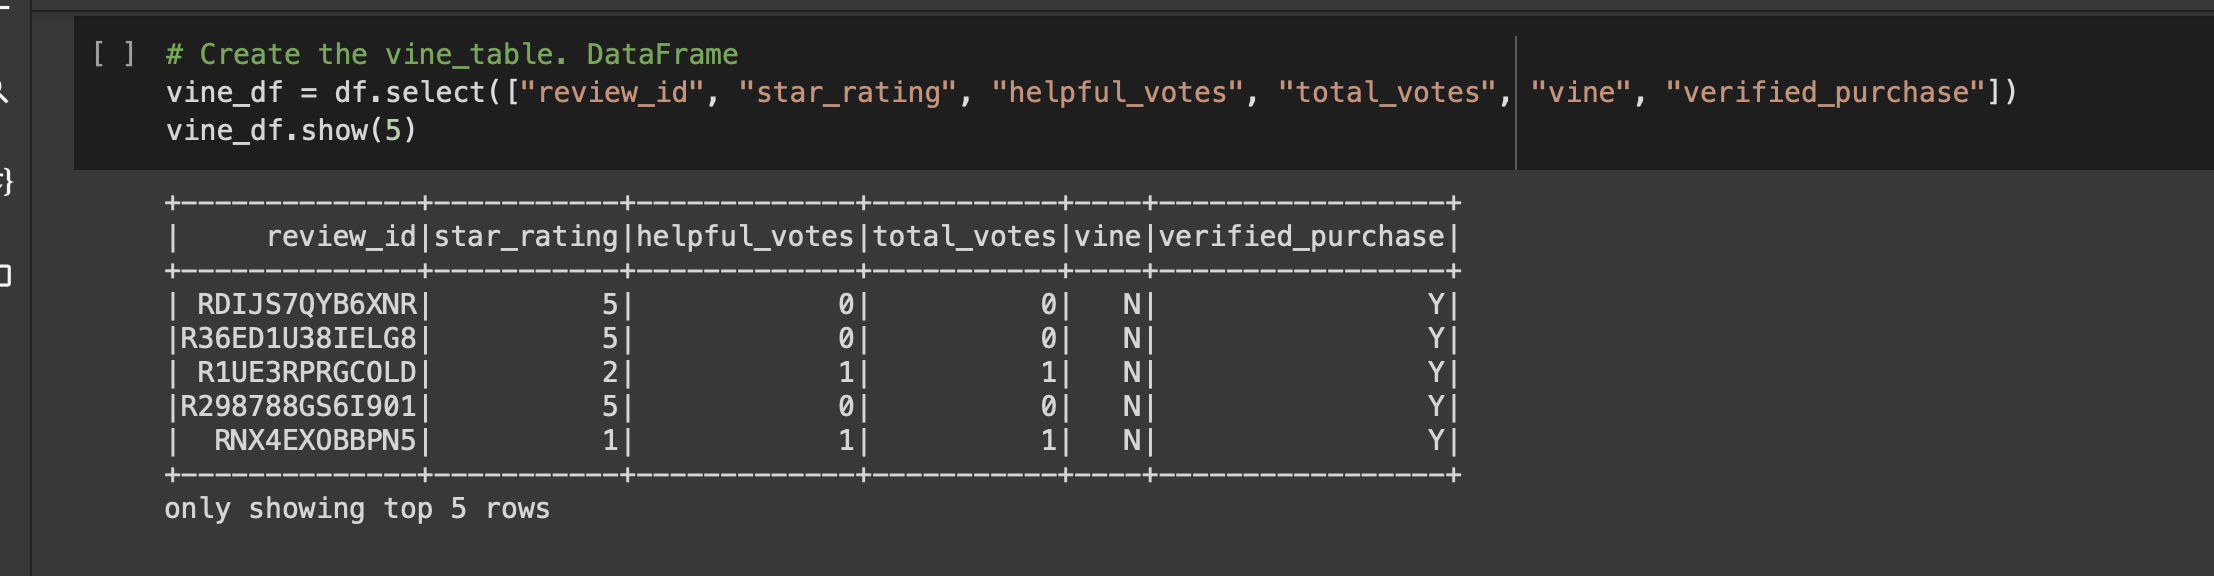 [ ] # Create the vine_table. DataFrame
vine_df = df.select(["review_id", "star_rating", "helpful_votes", "total_votes", "vine", "verified_purchase"])
vine_df.show(5)
+--------------+-----------+-------------+-----------+----+-----------------+
|     review_id|star_rating|helpful_votes|total_votes|vine|verified_purchase|
+--------------+-----------+-------------+-----------+----+-----------------+
| RDIJS7QYB6XNR|          5|            0|          0|   N|                Y|
|R36ED1U38IELG8|          5|            0|          0|   N|                Y|
| R1UE3RPRGCOLD|          2|            1|          1|   N|                Y|
|R298788GS6I901|          5|            0|          0|   N|                Y|
|  RNX4EXOBBPN5|          1|            1|          1|   N|                Y|
+--------------+-----------+-------------+-----------+----+-----------------+
only showing top 5 rows